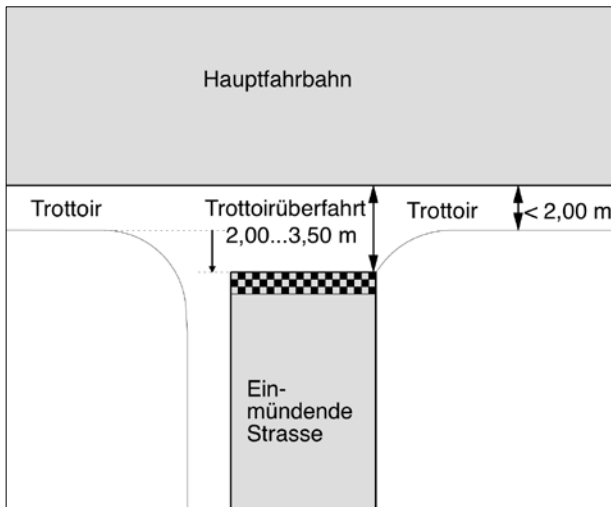 Hauptfahrbahn
Trottoir
Trottoirüberfahrt
2,00...3,50 m
Trottoir
< 2,00 m
Ein-
mündende
Strasse